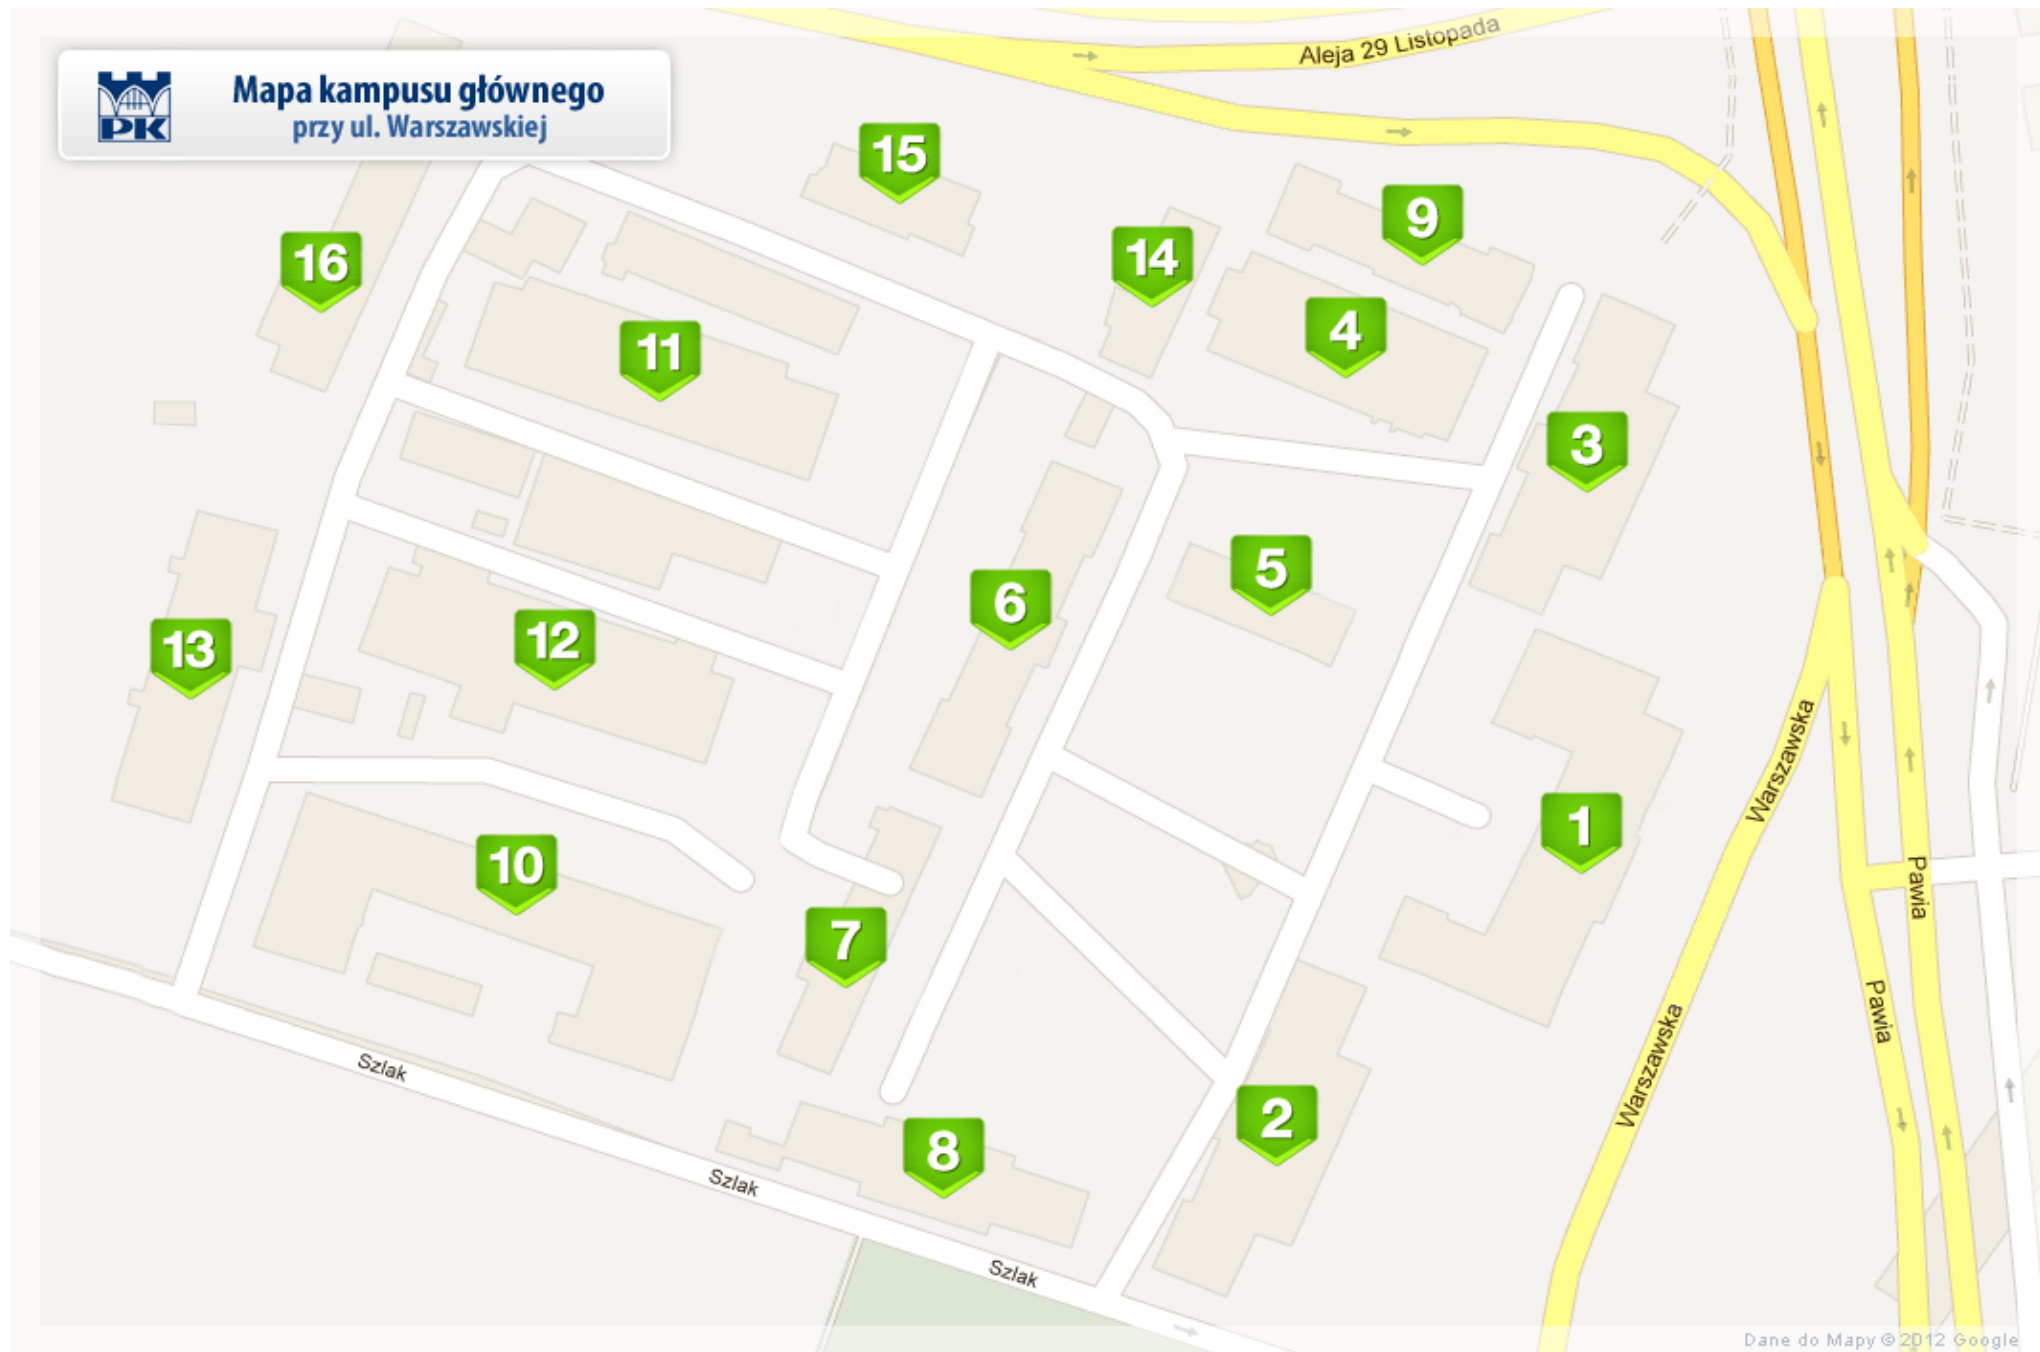 Aleja 29 Listopada
Mapa kampusu głównego
PK
przy ul. Warszawskiej
15
9
14
16
4
11
3
5
6
12
13
Warszawska
1
10
Pawia
7
Pawia
Szlak
Warszawska
2
8
Szlak
Szlak
Dane do Mapy © 2012 Google